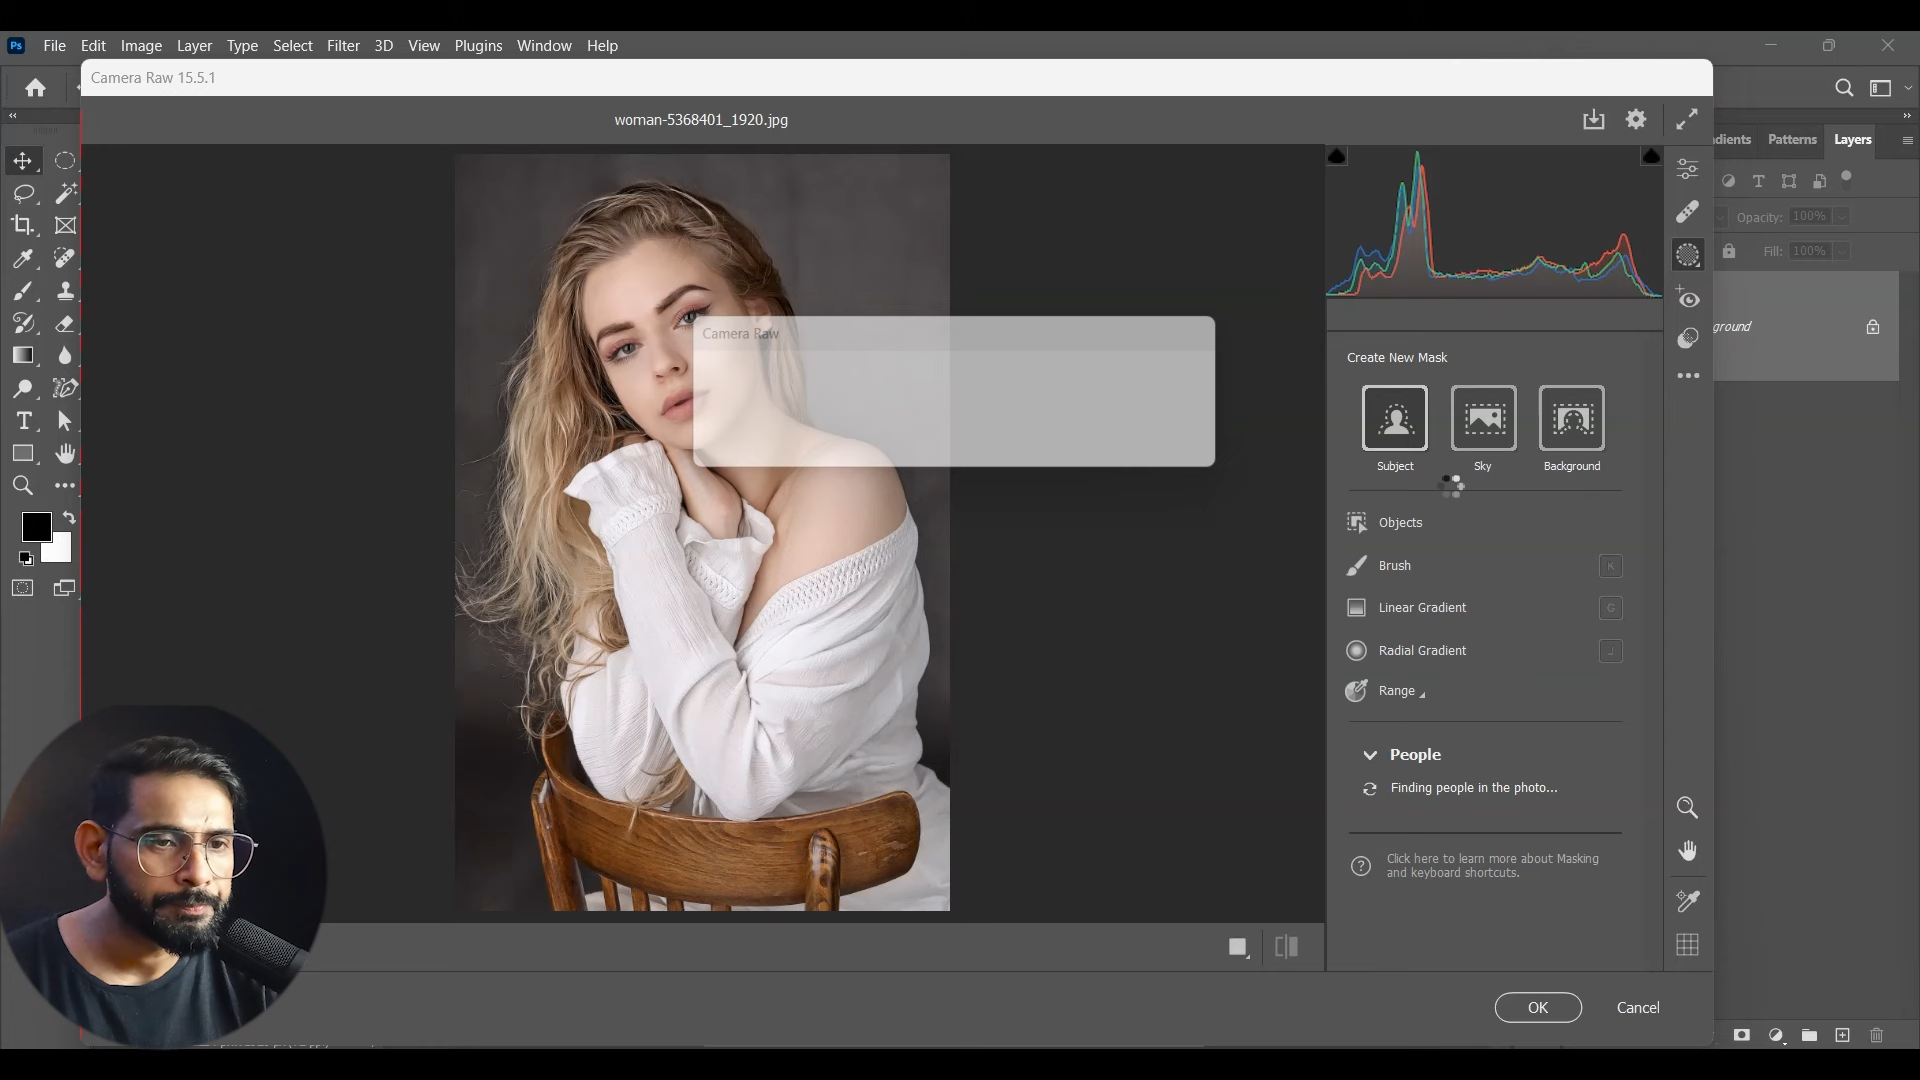 Ps File Edit Image Layer Type Select Filter 3D View Plugins Window Help
Camera Raw 15.5.1
woman-5368401_1920.jpg
Patterns Layers
Opacity: 100%
Fill: 100%
Camera Raw
Create New Mask
Subject Sky Background
Objects
Brush K
Linear Gradient G
Radial Gradient J
Range
People
Finding people in the photo...
Click here to learn more about Masking
and keyboard shortcuts.
OK Cancel